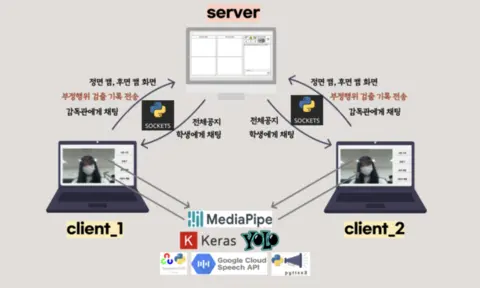 server
정면 캠, 후면 캠 화면
부정행위 검출 기록 전송
감독관에게 채팅
SOCKETS
전체공지
학생에게 채팅
전체공지
학생에게 채팅
SOCKETS
정면 캠, 후면 캠 화면
부정행위 검출 기록 전송
감독관에게 채팅
client_1
client_2
MediaPipe
K Keras YOLO
Google Cloud
Speech API
pyttsx3